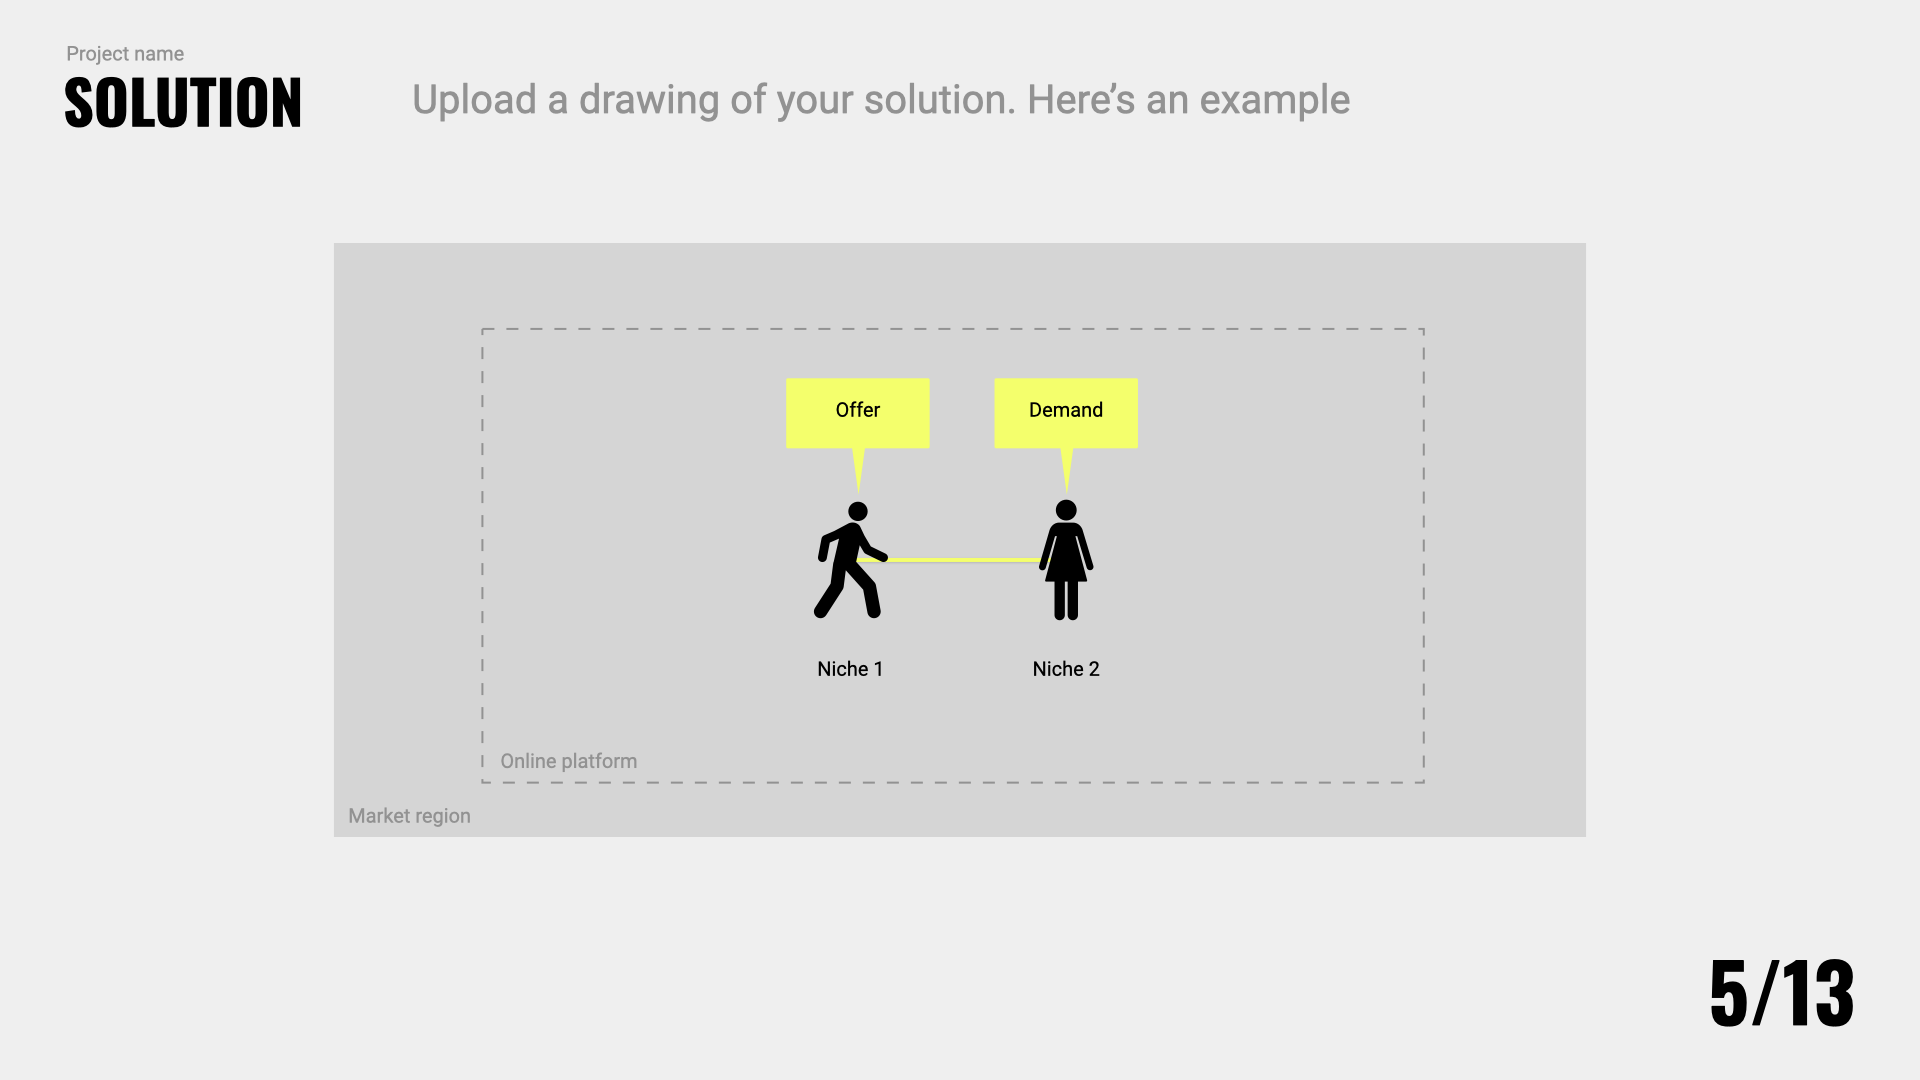 Project name
SOLUTION
Upload a drawing of your solution. Here’s an example
Offer
Demand
Niche 1
Niche 2
Online platform
Market region
5/13